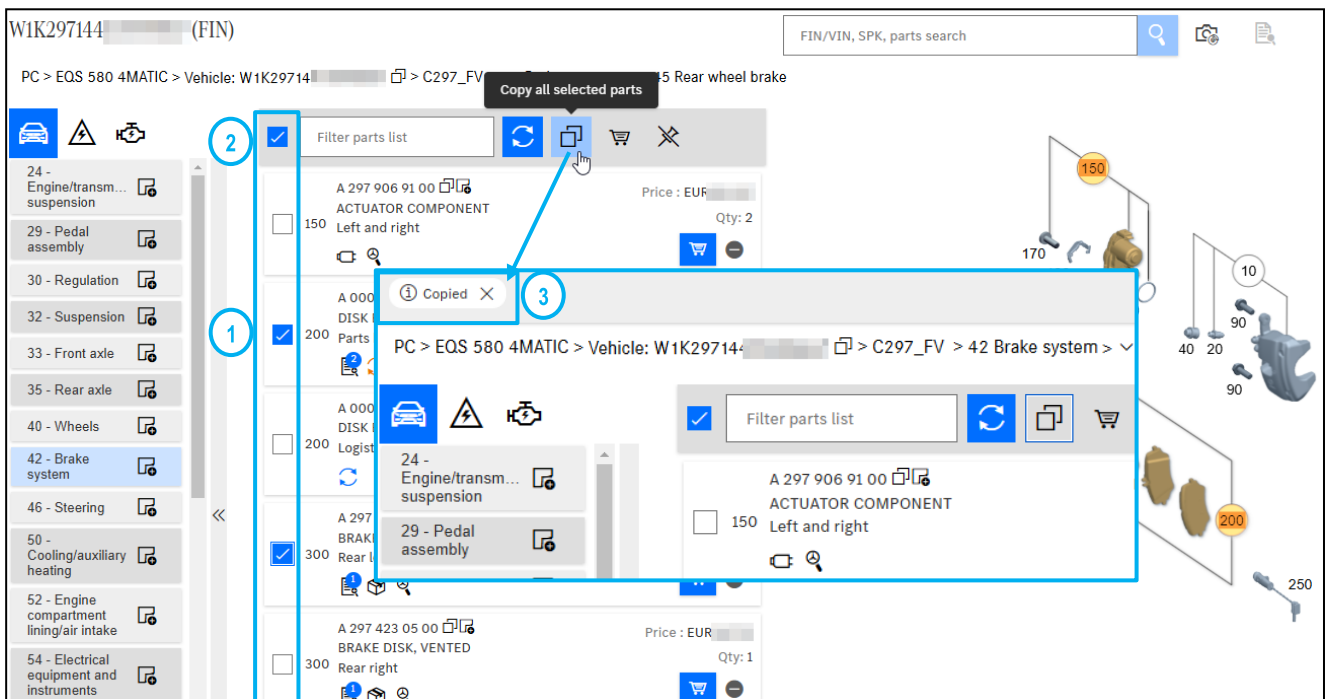 W1K297144 (FIN)
FIN/VIN, SPK, parts search
PC > EQS 580 4MATIC > Vehicle: W1K29714 > C297_FV 45 Rear wheel brake
Copy all selected parts
2
Filter parts list
24 -
Engine/transm...
suspension
29 - Pedal
assembly
30 - Regulation
32 - Suspension
33 - Front axle
35 - Rear axle
40 - Wheels
42 - Brake
system
46 - Steering
50 -
Cooling/auxiliary
heating
52 - Engine
compartment
lining/air intake
54 - Electrical
equipment and
instruments
A 297 906 91 00
Price : EUR
ACTUATOR COMPONENT
Qty: 2
150 Left and right
1
A 000
DISK
200 Parts
2
A 000
DISK
200 Logist
A 297
BRAK
300 Rear l
1
A 297 423 05 00
Price : EUR
BRAKE DISK, VENTED
Qty: 1
300 Rear right
1
Copied
3
PC > EQS 580 4MATIC > Vehicle: W1K297144 > C297_FV > 42 Brake system >
Filter parts list
24 -
Engine/transm...
suspension
29 - Pedal
assembly
A 297 906 91 00
ACTUATOR COMPONENT
150 Left and right
150
170
10
90
40 20
90
200
250